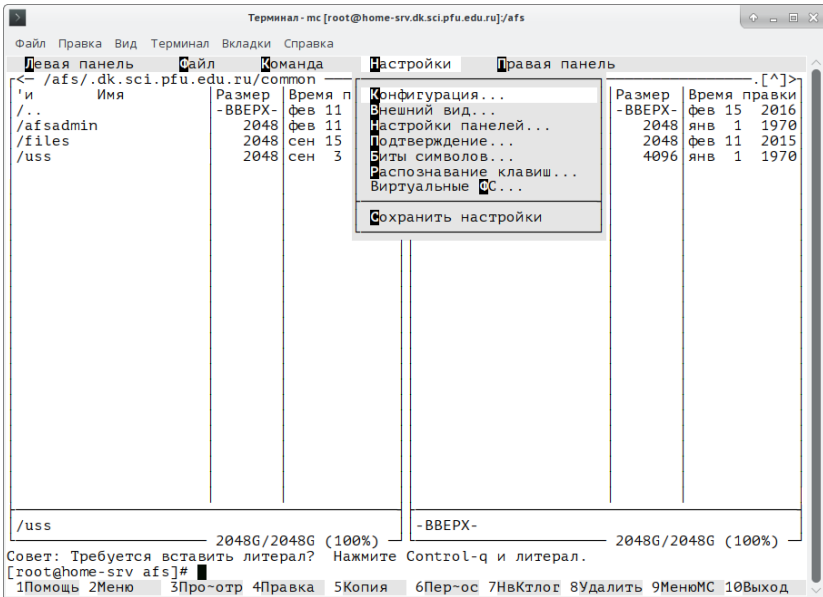 Терминал - mc [root@home-srv.dk.sci.pfu.edu.ru]:/afs
Файл Правка Вид Терминал Вкладки Справка
Левая панель Файл Команда Настройки Правая панель
<─ /afs/.dk.sci.pfu.edu.ru/common .[^]>
'и Имя Размер Время п Размер Время правки
/.. -ВВЕРХ- фев 11 -ВВЕРХ- фев 15 2016
/afsadmin 2048 фев 11 2048 янв 1 1970
/files 2048 сен 15 2048 фев 11 2015
/uss 2048 сен 3 4096 янв 1 1970
Конфигурация...
Внешний вид...
Настройки панелей...
Подтверждение...
Биты символов...
Распознавание клавиш...
Виртуальные ФС...
Сохранить настройки
/uss -ВВЕРХ-
2048G/2048G (100%) 2048G/2048G (100%)
Совет: Требуется вставить литерал? Нажмите Control-q и литерал.
[root@home-srv afs]#
1Помощь 2Меню 3Про~отр 4Правка 5Копия 6Пер~ос 7НвКтлог 8Удалить 9МенюМС 10Выход